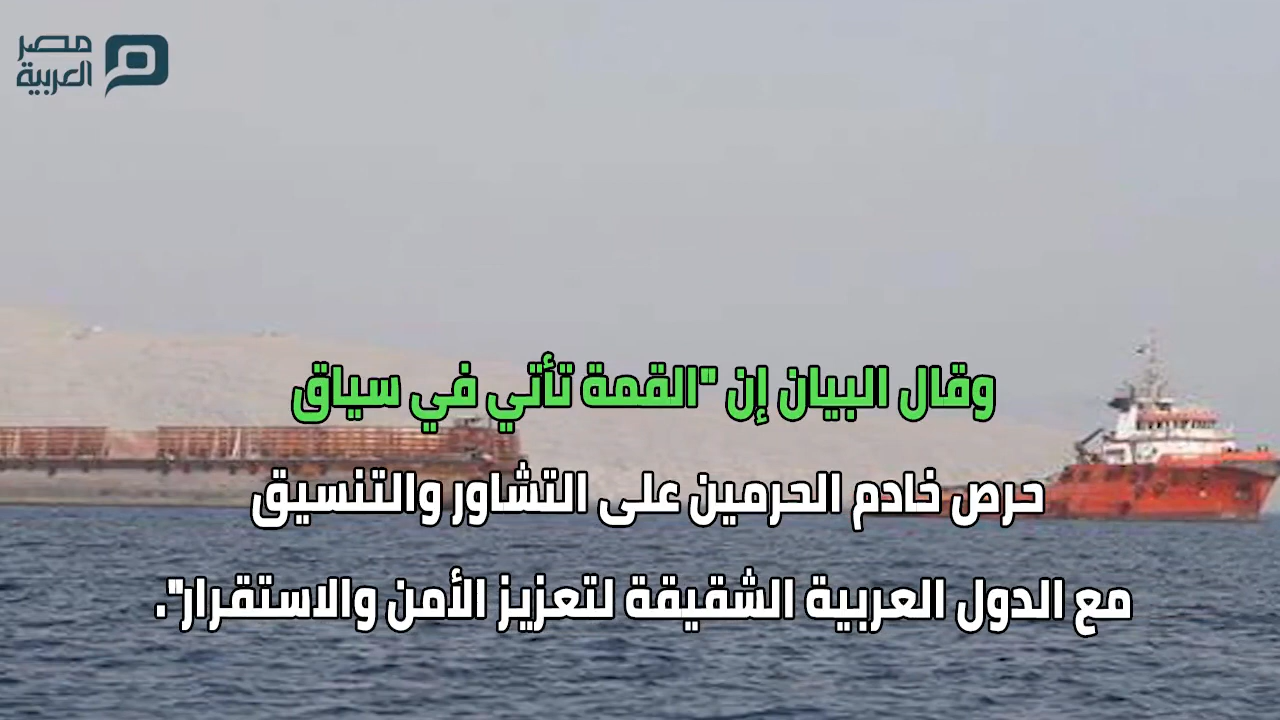 مصر
العربية
وقال البيان إن "القمة تأتي في سياق
حرص خادم الحرمين على التشاور والتنسيق
مع الدول العربية الشقيقة لتعزيز الأمن والاستقرار".